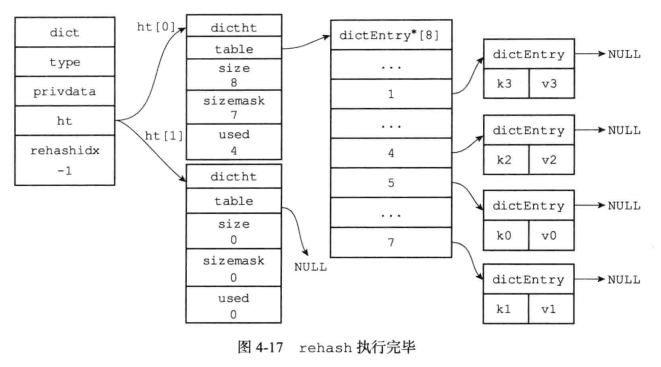 dict
type
privdata
ht
rehashidx
-1
ht[0]
ht[1]
dictht
table
size
8
sizemask
7
used
4
dictht
table
size
0
sizemask
0
used
0
NULL
dictEntry*[8]
...
1
...
4
5
...
7
dictEntry
k3 v3
NULL
dictEntry
k2 v2
NULL
dictEntry
k0 v0
NULL
dictEntry
k1 v1
NULL
图 4-17 rehash 执行完毕